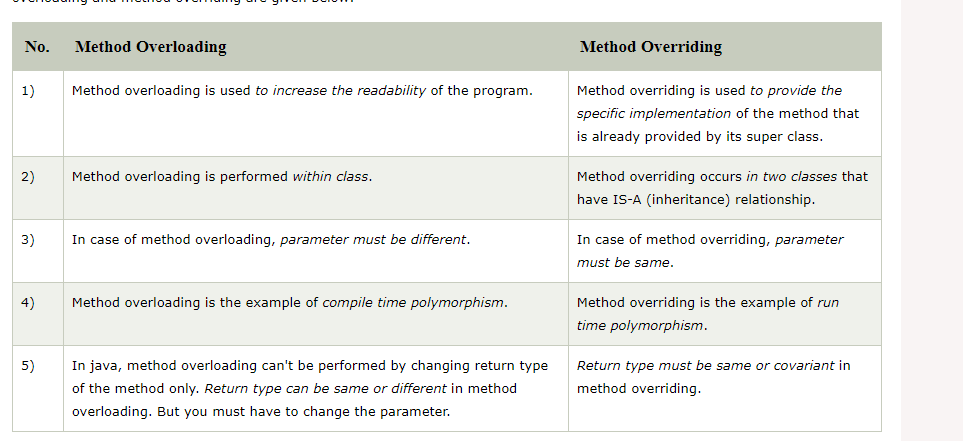 overloading and method overriding are given below:
No. Method Overloading Method Overriding
1) Method overloading is used to increase the readability of the program. Method overriding is used to provide the
specific implementation of the method that
is already provided by its super class.
2) Method overloading is performed within class. Method overriding occurs in two classes that
have IS-A (inheritance) relationship.
3) In case of method overloading, parameter must be different. In case of method overriding, parameter
must be same.
4) Method overloading is the example of compile time polymorphism. Method overriding is the example of run
time polymorphism.
5) In java, method overloading can't be performed by changing return type Return type must be same or covariant in
of the method only. Return type can be same or different in method method overriding.
overloading. But you must have to change the parameter.